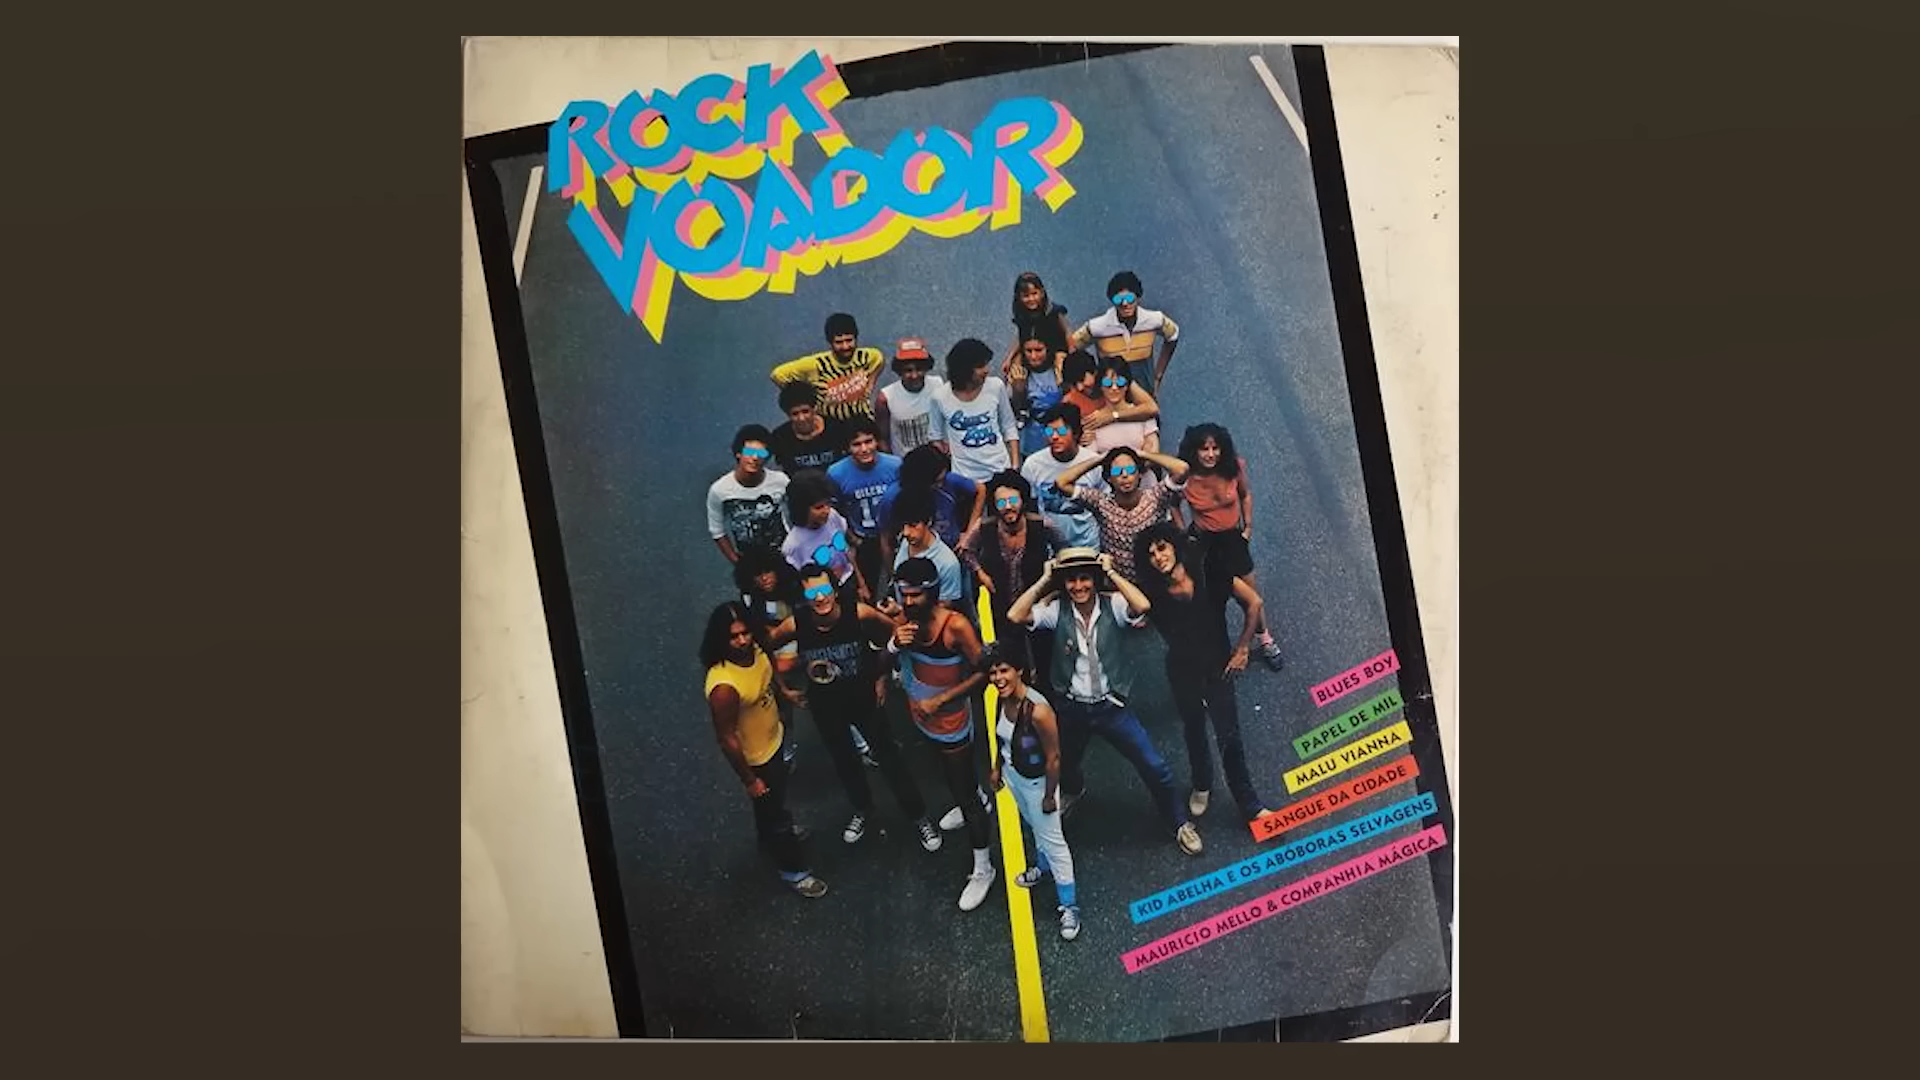 ROCK
VOADOR
BLUES BOY
PAPEL DE MIL
MALU VIANNA
SANGUE DA CIDADE
KID ABELHA E OS ABÓBORAS SELVAGENS
MAURICIO MELLO & COMPANHIA MÁGICA
OILERS